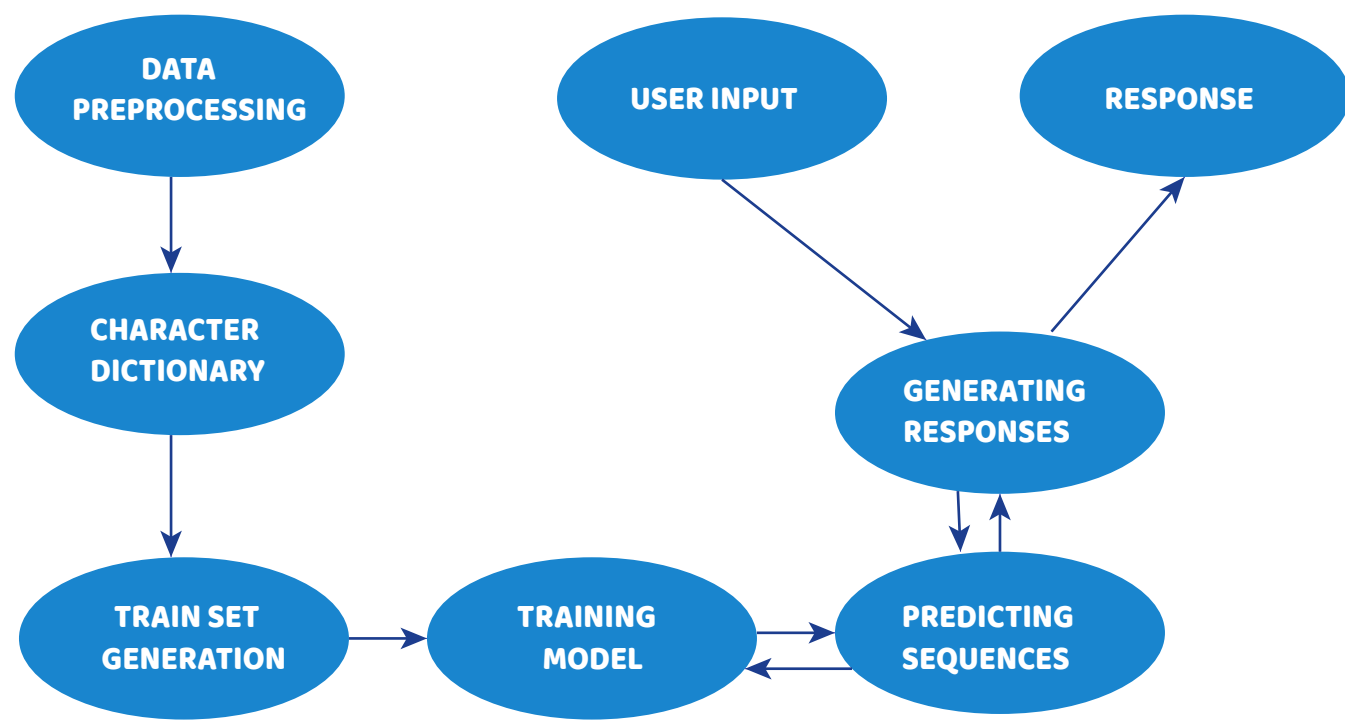 DATA
PREPROCESSING
USER INPUT
RESPONSE
CHARACTER
DICTIONARY
GENERATING
RESPONSES
TRAIN SET
GENERATION
TRAINING
MODEL
PREDICTING
SEQUENCES